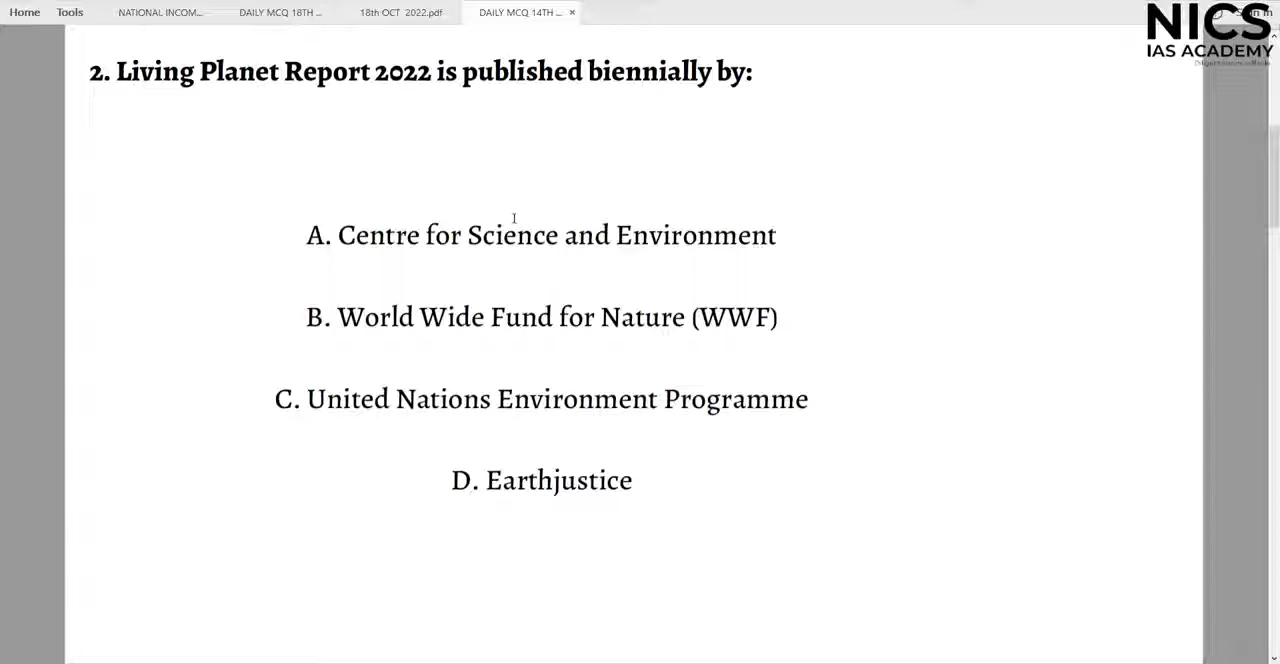 Home Tools NATIONAL INCOM... DAILY MCQ 18TH ... 18th OCT 2022.pdf DAILY MCQ 14TH ... ×
NICS
IAS ACADEMY
2. Living Planet Report 2022 is published biennially by:
A. Centre for Science and Environment
B. World Wide Fund for Nature (WWF)
C. United Nations Environment Programme
D. Earthjustice